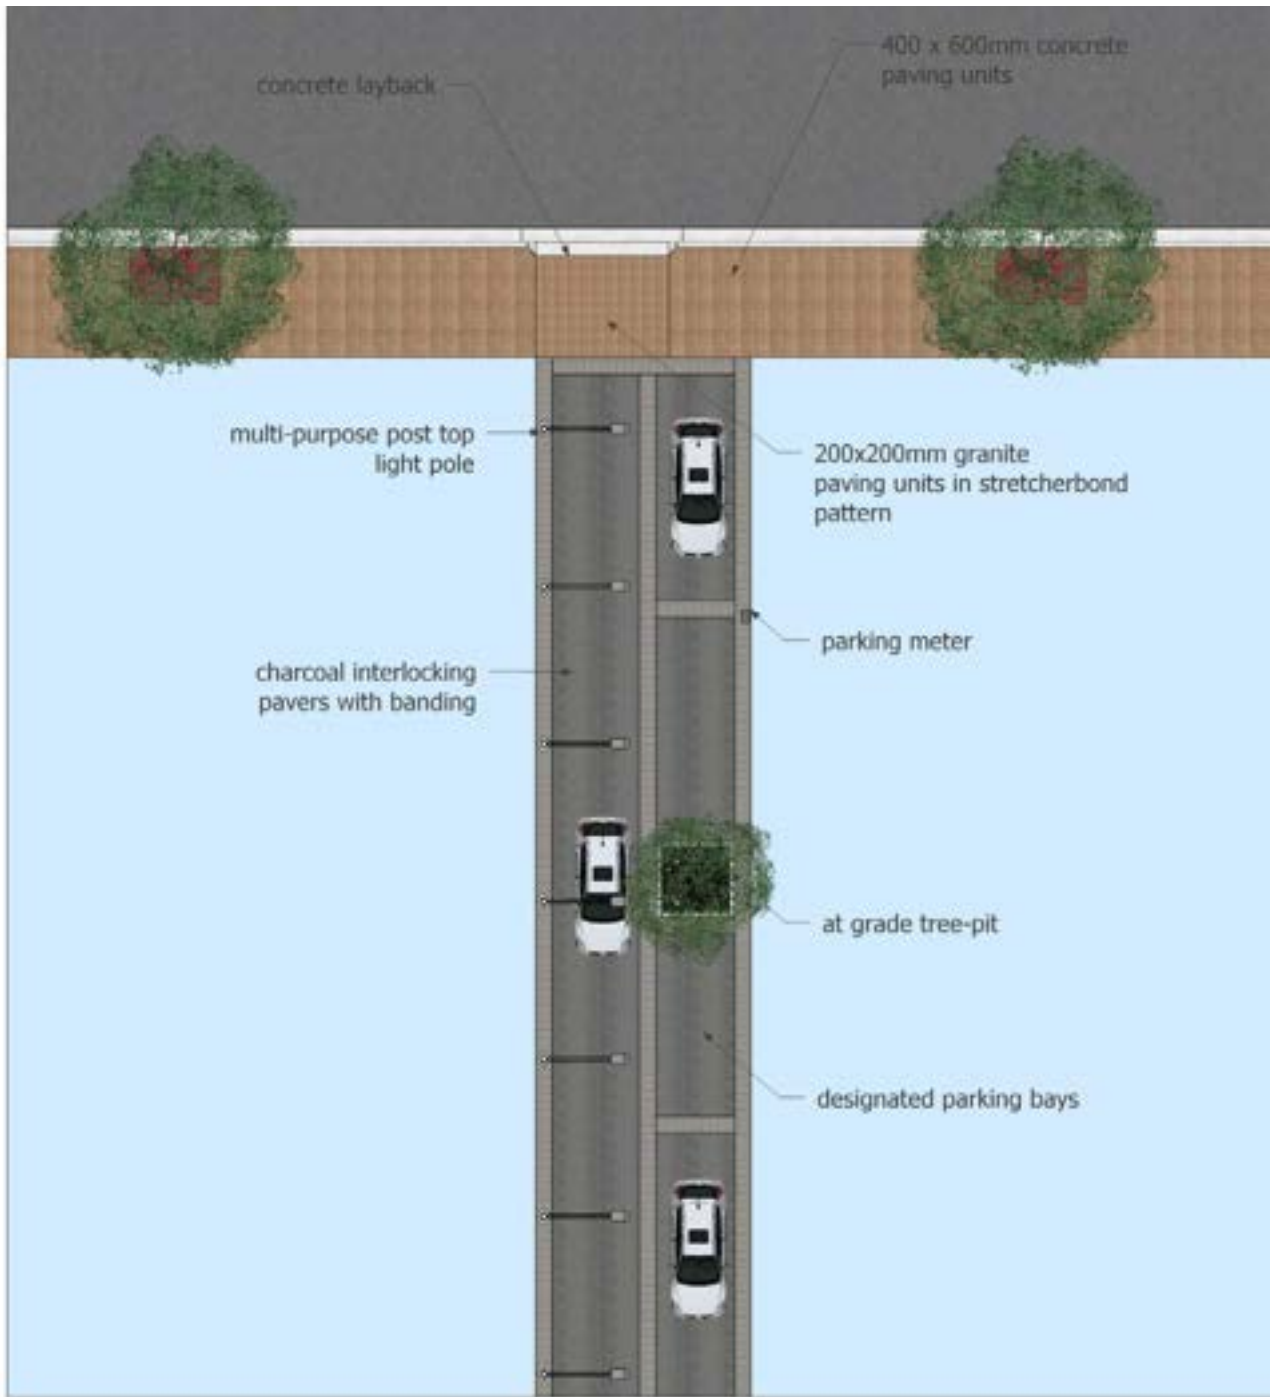 400 x 600mm concrete
paving units
concrete layback
multi-purpose post top
light pole
200x200mm granite
paving units in stretcherbond
pattern
parking meter
charcoal interlocking
pavers with banding
at grade tree-pit
designated parking bays